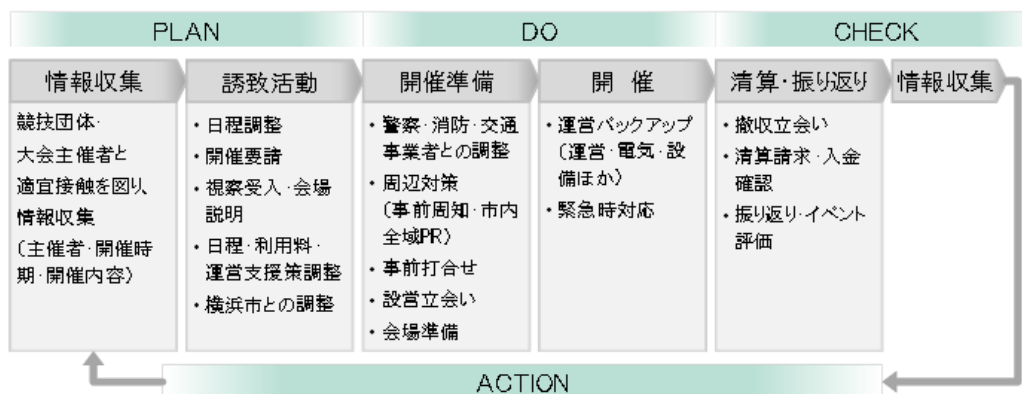 PLAN
DO
CHECK
情報収集
誘致活動
開催準備
開 催
清算・振り返り
情報収集
競技団体・
大会主催者と
適宜接触を図り、
情報収集
(主催者・開催時
期・開催内容)
・日程調整
・開催要請
・視察受入・会場
説明
・日程・利用料・
運営支援策調整
・横浜市との調整
・警察・消防・交通
事業者との調整
・周辺対策
(事前周知・市内
全域PR)
・事前打合せ
・設営立会い
・会場準備
・運営バックアップ
(運営・電気・設
備ほか)
・緊急時対応
・撤収立会い
・清算請求・入金
確認
・振り返り・イベント
評価
ACTION